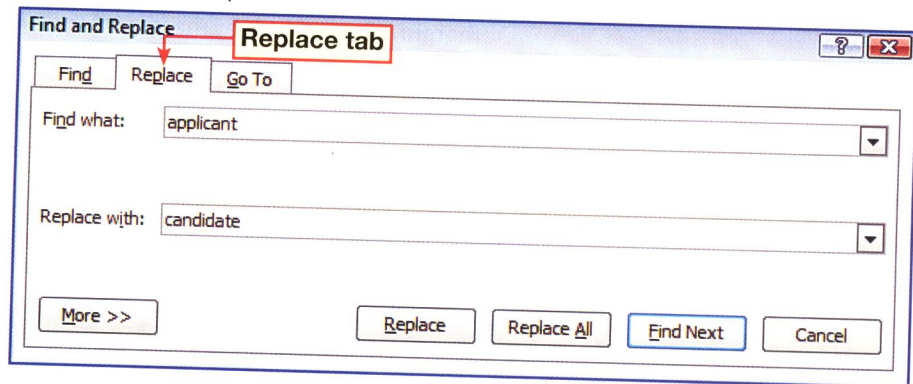 Find and Replace
Replace tab
?
Find Replace Go To
Find what: applicant
Replace with: candidate
More >> Replace Replace All Find Next Cancel